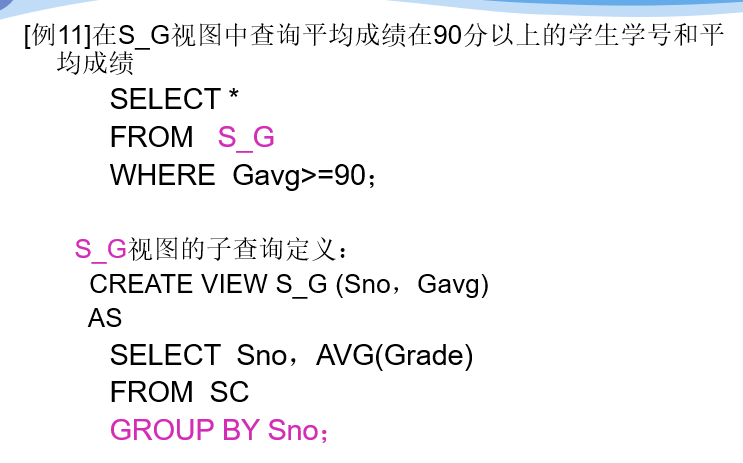 [例11]在S_G视图中查询平均成绩在90分以上的学生学号和平
均成绩
SELECT *
FROM S_G
WHERE Gavg>=90；
S_G视图的子查询定义：
CREATE VIEW S_G (Sno，Gavg)
AS
SELECT Sno，AVG(Grade)
FROM SC
GROUP BY Sno；